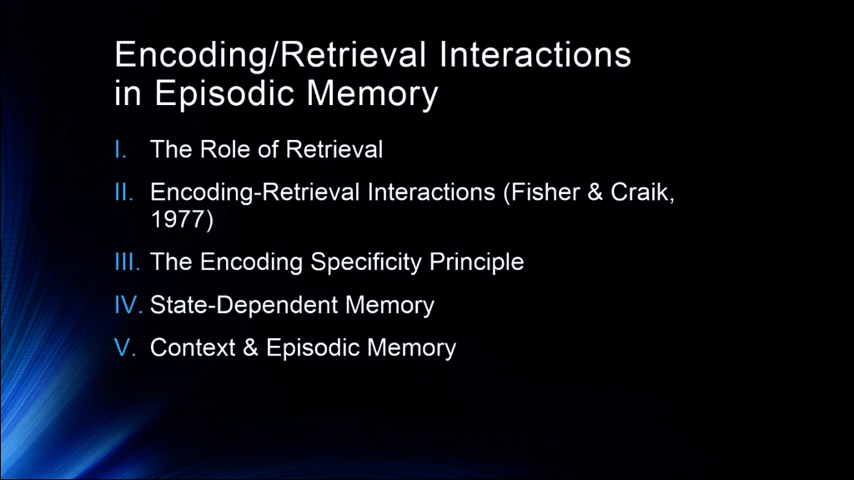 Encoding/Retrieval Interactions
in Episodic Memory
I. The Role of Retrieval
II. Encoding-Retrieval Interactions (Fisher & Craik,
1977)
III. The Encoding Specificity Principle
IV. State-Dependent Memory
V. Context & Episodic Memory